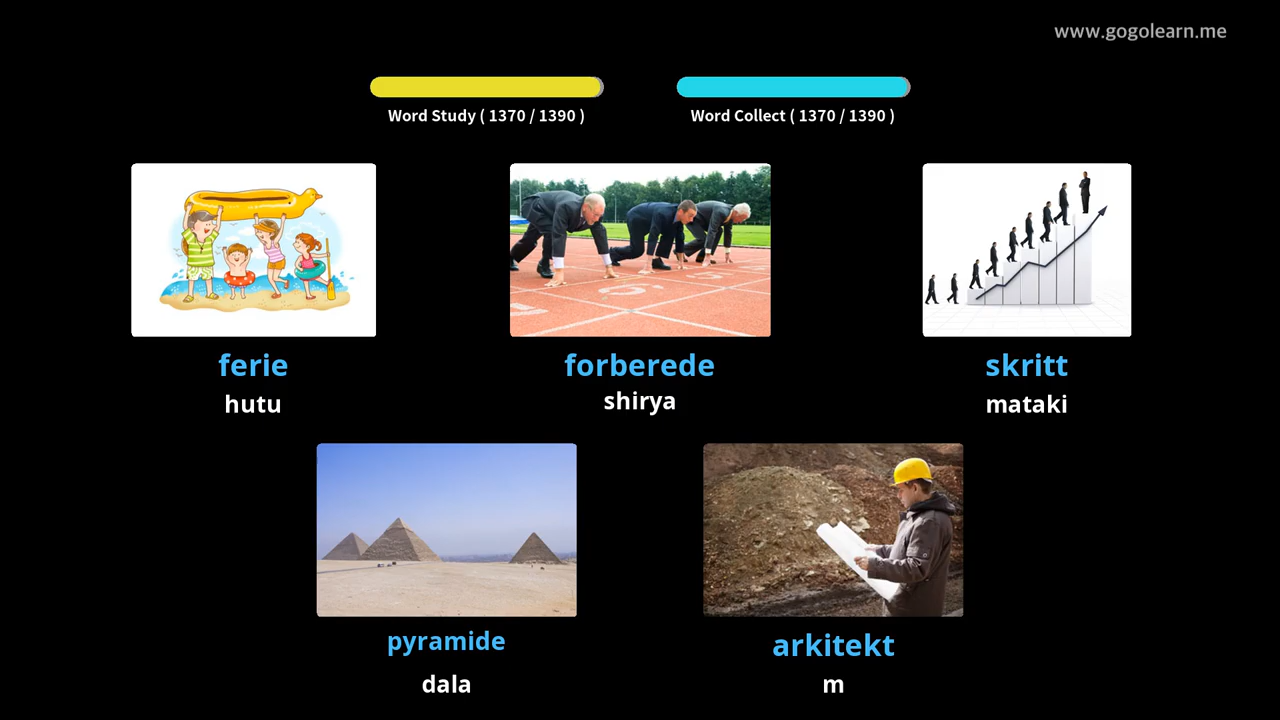 www.gogolearn.me
Word Study ( 1370 / 1390 )
Word Collect ( 1370 / 1390 )
ferie
hutu
forberede
shirya
skritt
mataki
pyramide
dala
arkitekt
m